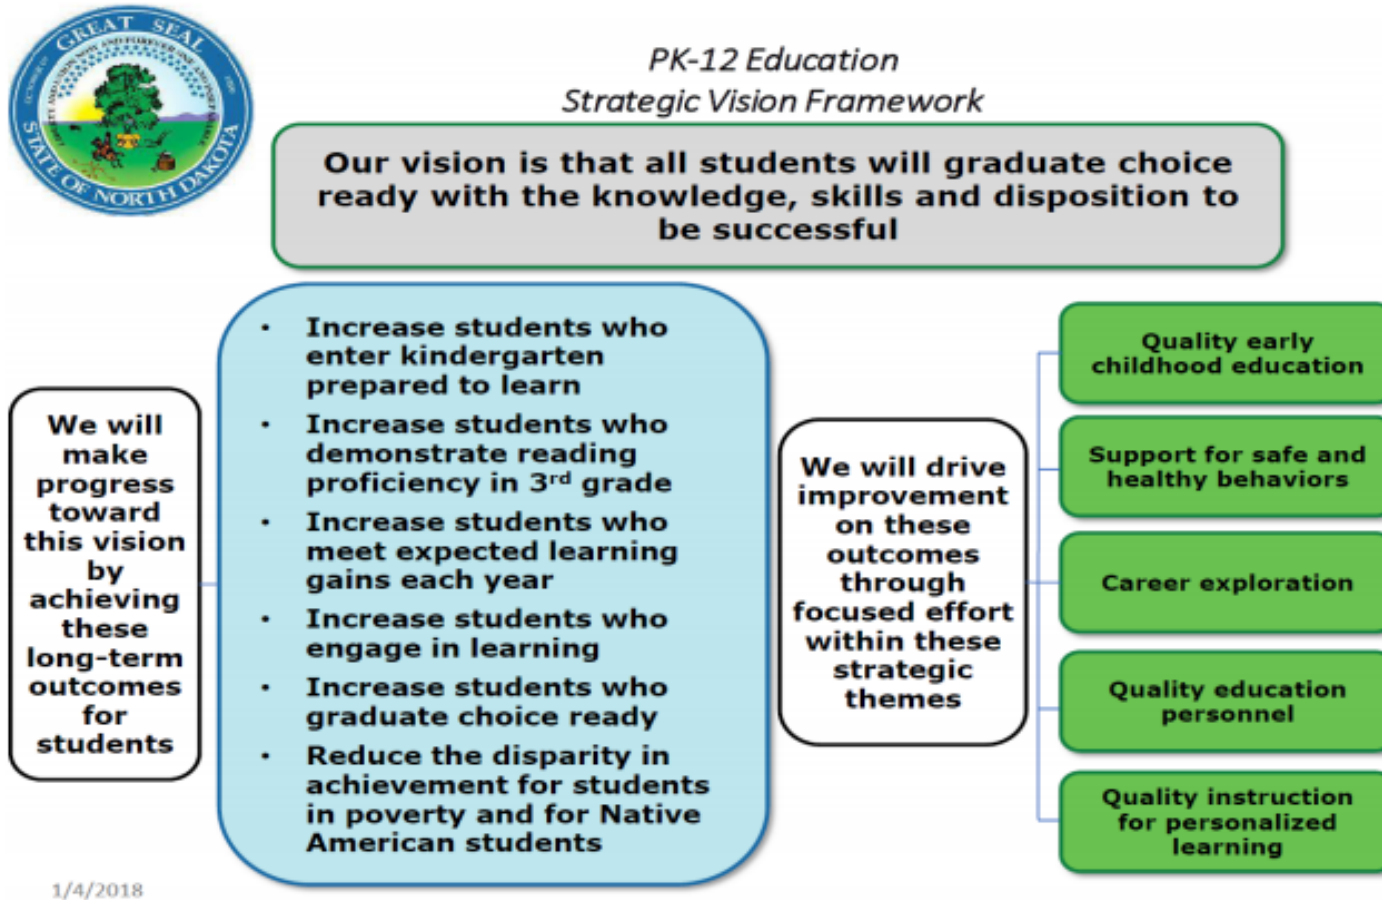 GREAT SEAL
STATE OF NORTH DAKOTA
PK-12 Education
Strategic Vision Framework
Our vision is that all students will graduate choice
ready with the knowledge, skills and disposition to
be successful
We will
make
progress
toward
this vision
by
achieving
these
long-term
outcomes
for
students
• Increase students who
enter kindergarten
prepared to learn
• Increase students who
demonstrate reading
proficiency in 3rd grade
• Increase students who
meet expected learning
gains each year
• Increase students who
engage in learning
• Increase students who
graduate choice ready
• Reduce the disparity in
achievement for students
in poverty and for Native
American students
We will drive
improvement
on these
outcomes
through
focused effort
within these
strategic
themes
Quality early
childhood education
Support for safe and
healthy behaviors
Career exploration
Quality education
personnel
Quality instruction
for personalized
learning
1/4/2018